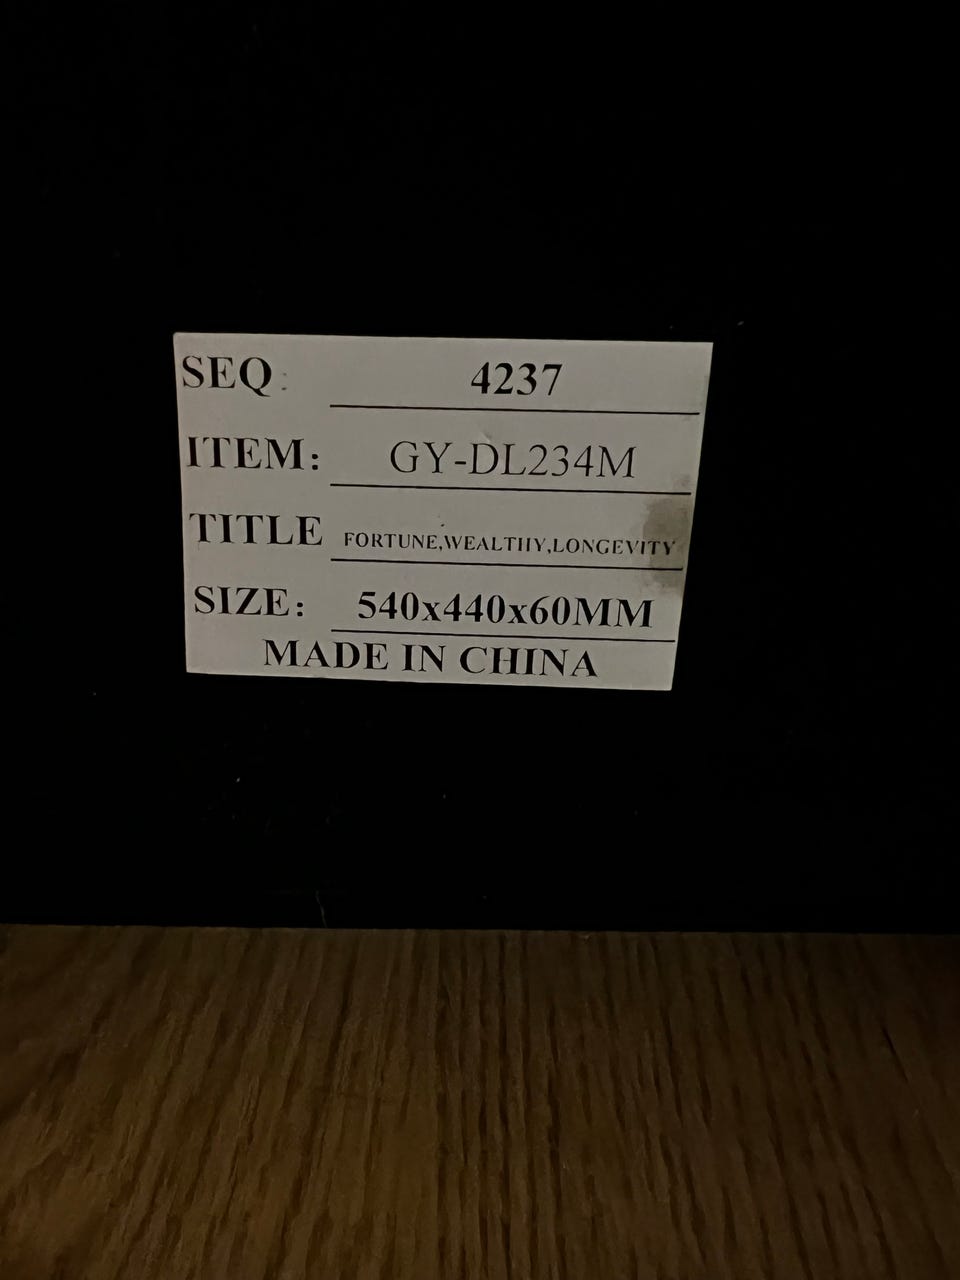 SEQ: 4237
ITEM: GY-DL234M
TITLE FORTUNE,WEALTHY,LONGEVITY
SIZE: 540x440x60MM
MADE IN CHINA